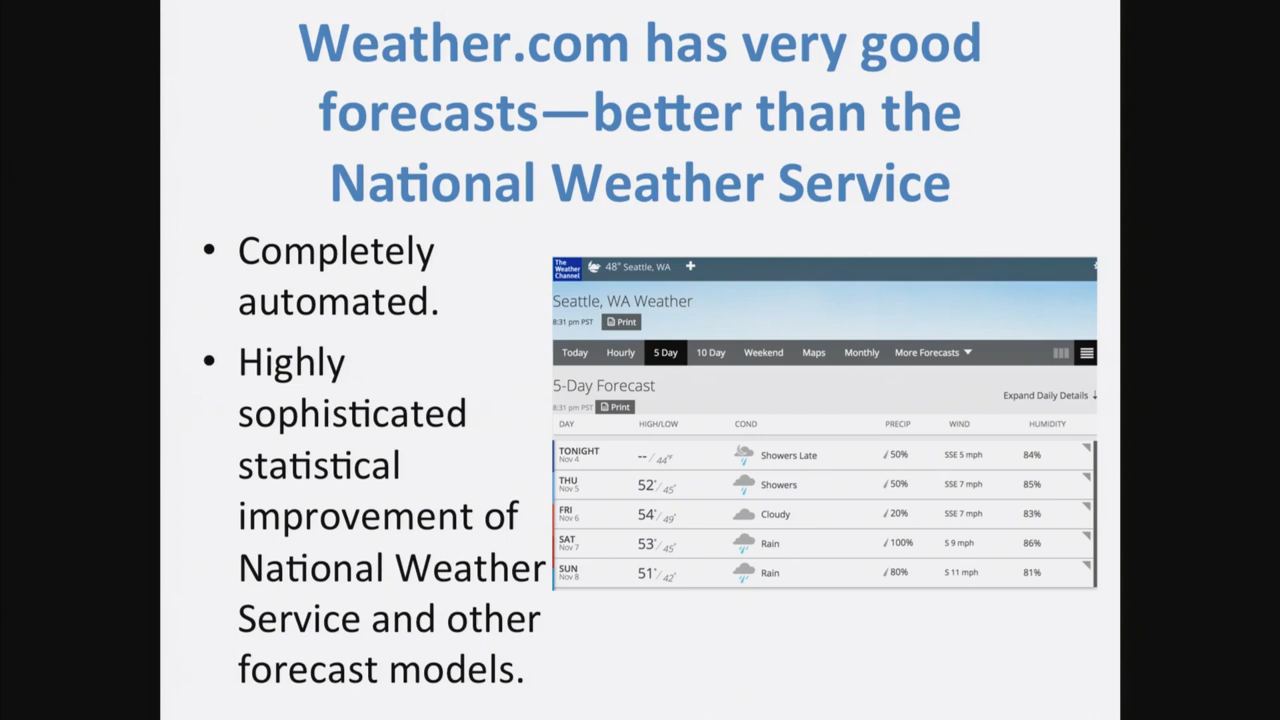 Weather.com has very good
forecasts—better than the
National Weather Service
• Completely
automated.
• Highly
sophisticated
statistical
improvement of
National Weather
Service and other
forecast models.
The
Weather
Channel
48° Seattle, WA +
Seattle, WA Weather
8:31 pm PST Print
Today Hourly 5 Day 10 Day Weekend Maps Monthly More Forecasts
5-Day Forecast
8:31 pm PST Print
Expand Daily Details ↓
DAY HIGH/LOW COND PRECIP WIND HUMIDITY
TONIGHT -- / 44°F Showers Late 50% SSE 5 mph 84%
Nov 4
THU 52° / 45° Showers 50% SSE 7 mph 85%
Nov 5
FRI 54° / 49° Cloudy 20% SSE 7 mph 83%
Nov 6
SAT 53° / 45° Rain 100% S 9 mph 86%
Nov 7
SUN 51° / 42° Rain 80% S 11 mph 81%
Nov 8